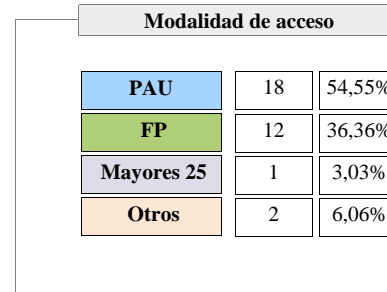 Modalidad de acceso
PAU 18 54,55%
FP 12 36,36%
Mayores 25 1 3,03%
Otros 2 6,06%